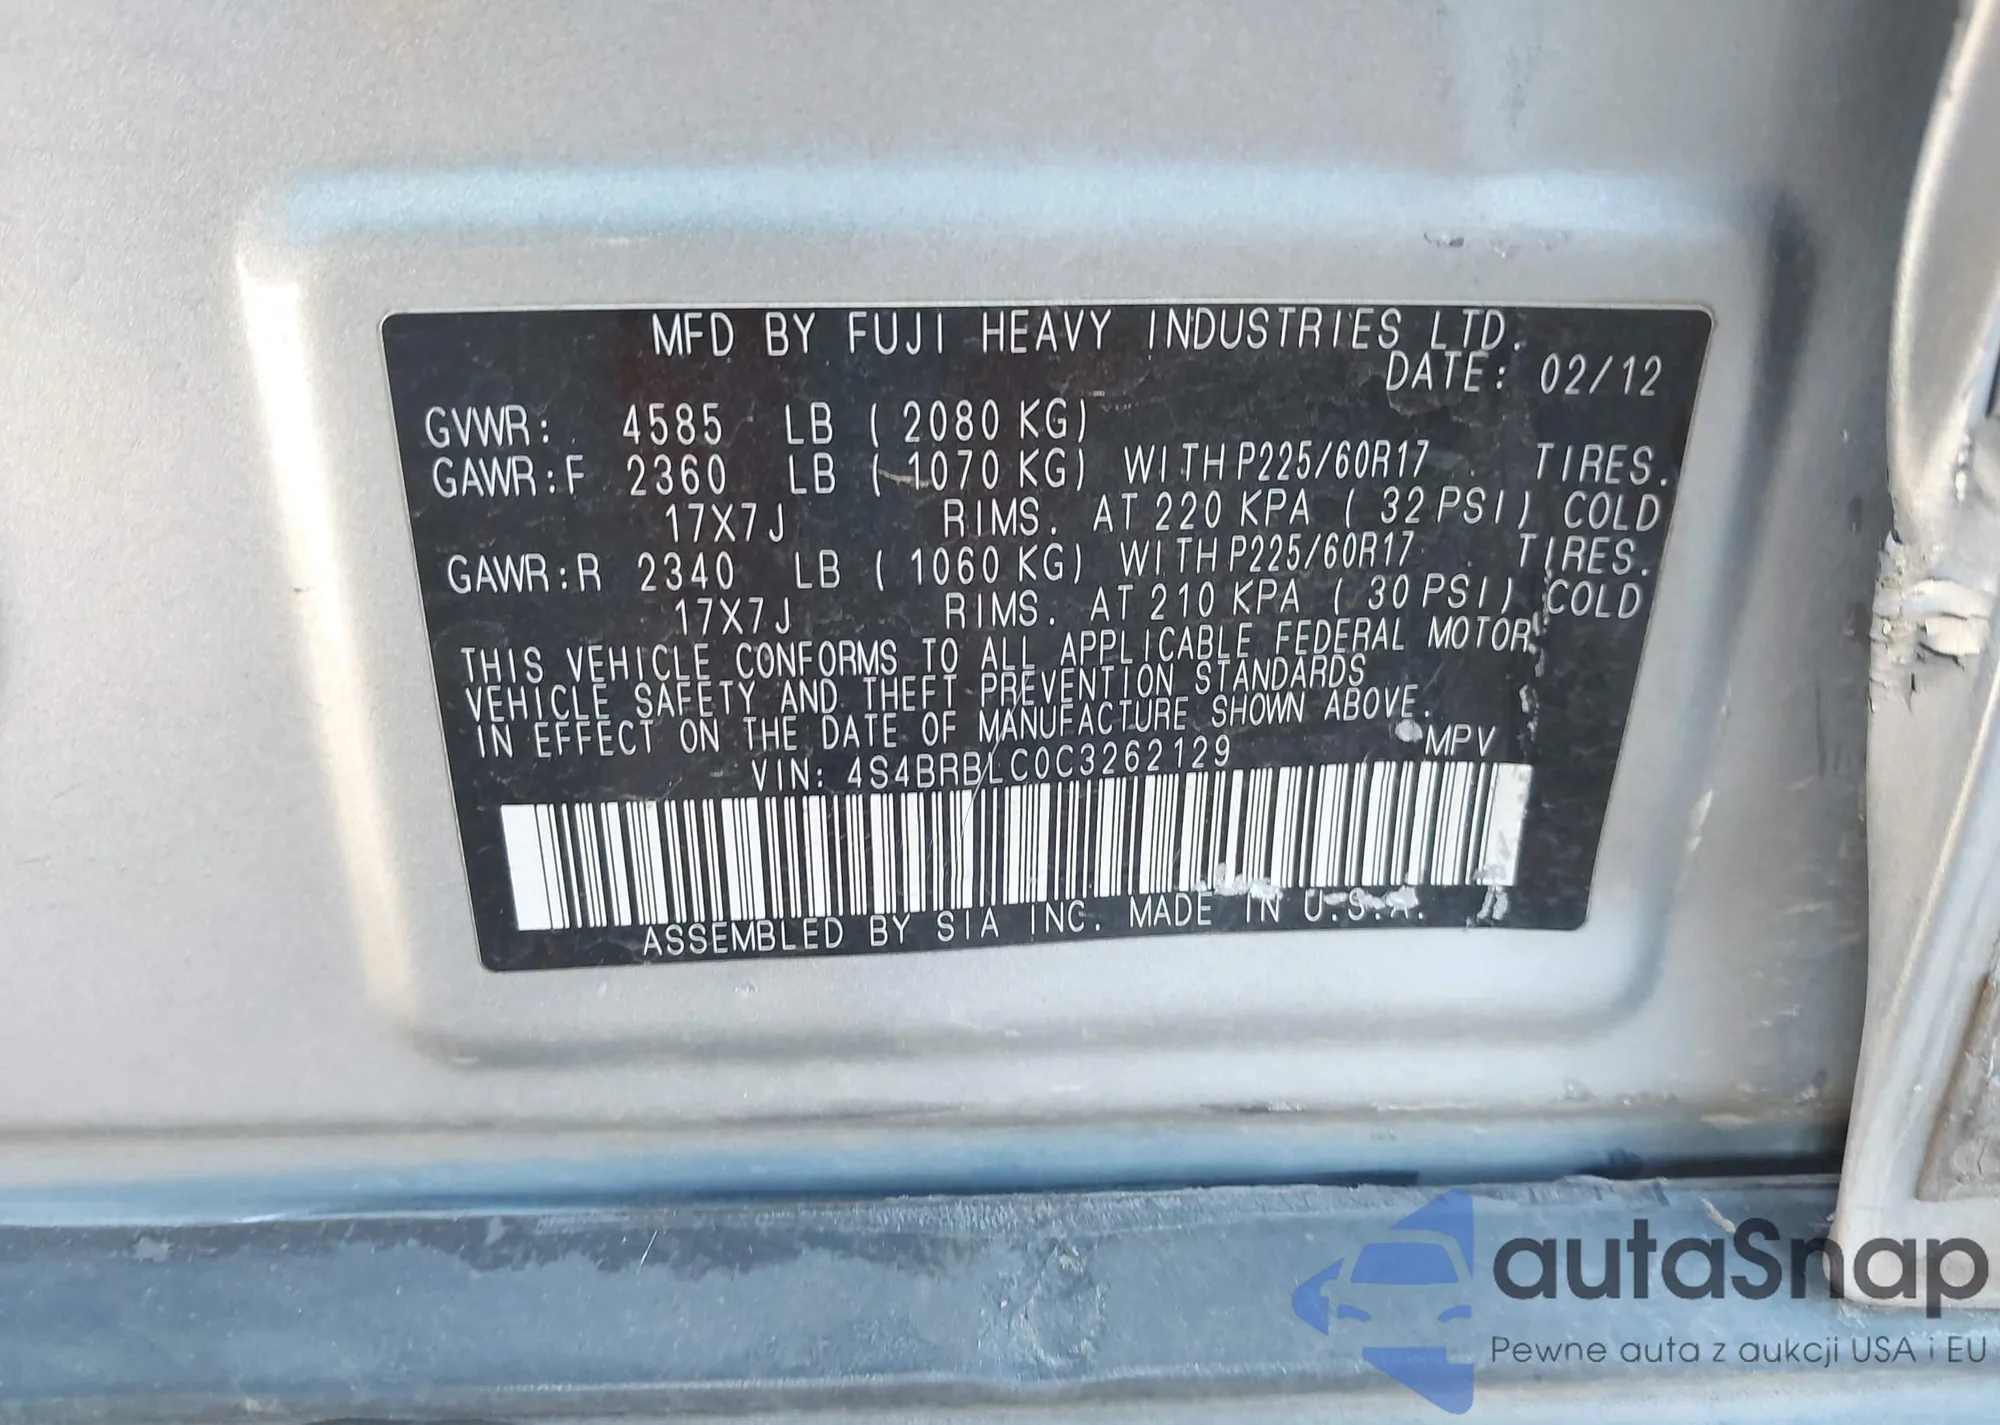 MFD BY FUJI HEAVY INDUSTRIES LTD.
DATE: 02/12
GVWR: 4585 LB ( 2080 KG)
GAWR:F 2360 LB ( 1070 KG) WITH P225/60R17 TIRES.
17X7J RIMS. AT 220 KPA ( 32 PSI) COLD
GAWR:R 2340 LB ( 1060 KG) WITH P225/60R17 TIRES.
17X7J RIMS. AT 210 KPA ( 30 PSI) COLD
THIS VEHICLE CONFORMS TO ALL APPLICABLE FEDERAL MOTOR
VEHICLE SAFETY AND THEFT PREVENTION STANDARDS
IN EFFECT ON THE DATE OF MANUFACTURE SHOWN ABOVE.
VIN: 4S4BRBLC0C3262129 MPV
ASSEMBLED BY SIA INC. MADE IN U.S.A.
autaSnap
Pewne auta z aukcji USA i EU